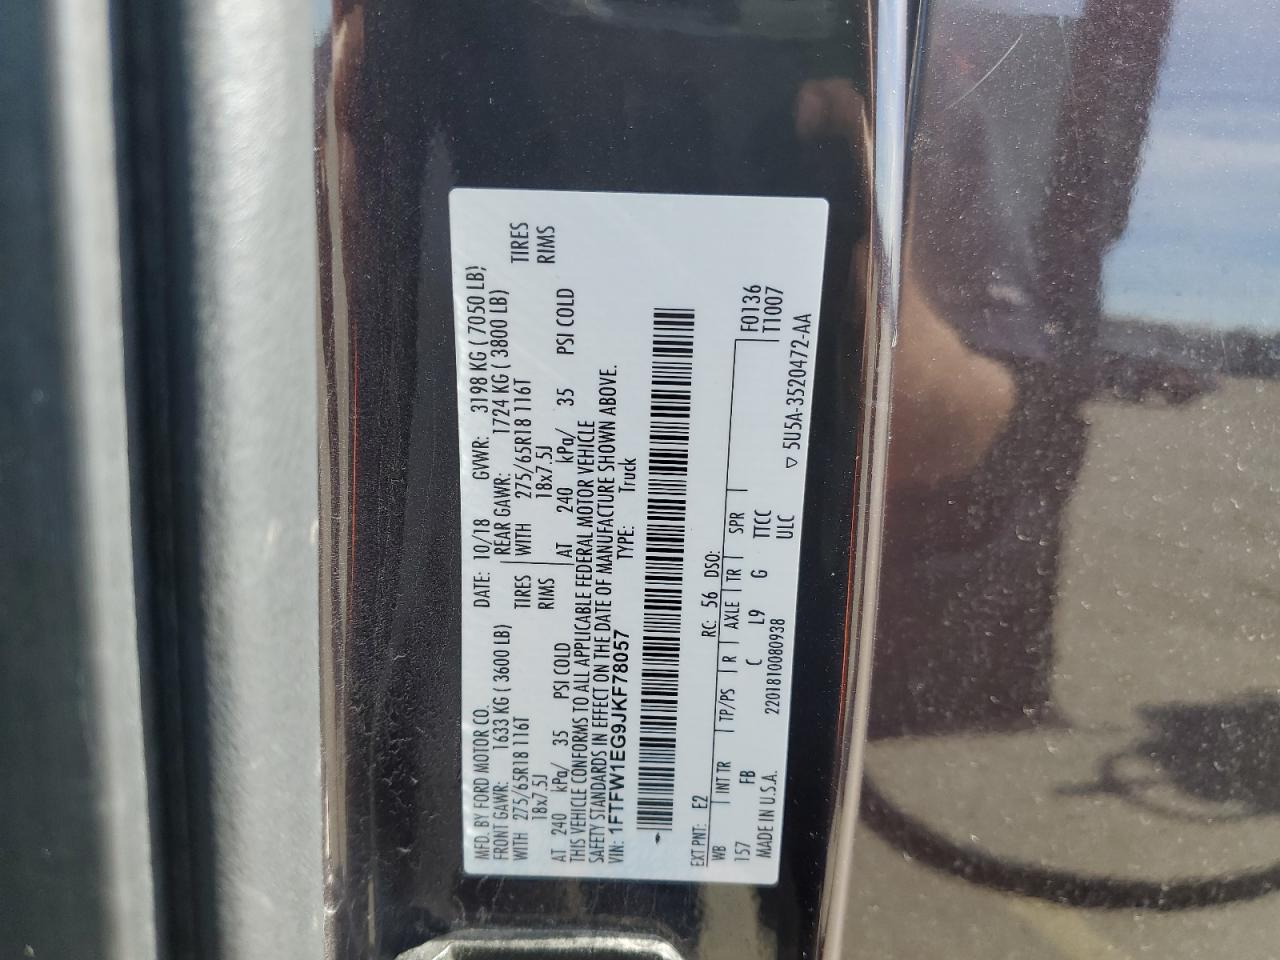 MFD. BY FORD MOTOR CO. DATE: 10/18 GVWR: 3198 KG ( 7050 LB)
FRONT GAWR: 1633 KG ( 3600 LB) REAR GAWR: 1724 KG ( 3800 LB)
WITH 275/65R18 116T TIRES WITH 275/65R18 116T TIRES
18x7.5J RIMS 18x7.5J RIMS
AT 240 kPa/ 35 PSI COLD AT 240 kPa/ 35 PSI COLD
THIS VEHICLE CONFORMS TO ALL APPLICABLE FEDERAL MOTOR VEHICLE
SAFETY STANDARDS IN EFFECT ON THE DATE OF MANUFACTURE SHOWN ABOVE.
VIN: 1FTFW1EG9JKF78057 TYPE: Truck
EXT PNT: E2 RC: 56 DSO:
WB INT TR TP/PS R AXLE TR SPR F0136
157 FB C L9 G TTCC T1007
MADE IN U.S.A. 2201810080938 ULC
▽ 5U5A-3520472-AA